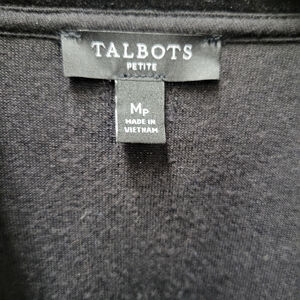 TALBOTS
PETITE
MP
MADE IN
VIETNAM